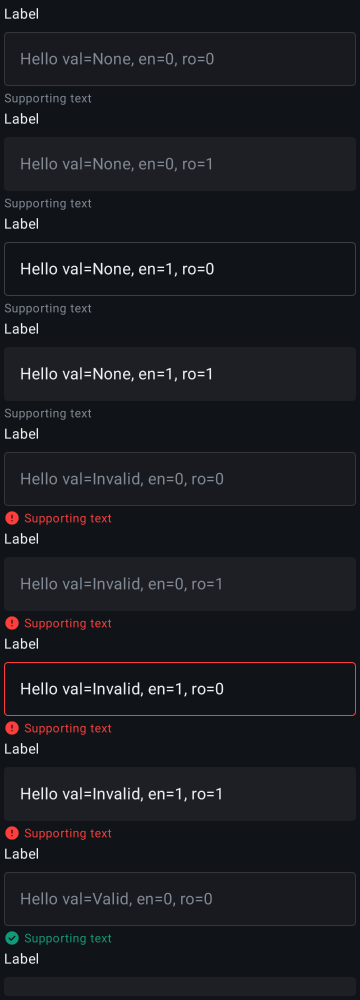 Label
Hello val=None, en=0, ro=0
Supporting text
Label
Hello val=None, en=0, ro=1
Supporting text
Label
Hello val=None, en=1, ro=0
Supporting text
Label
Hello val=None, en=1, ro=1
Supporting text
Label
Hello val=Invalid, en=0, ro=0
Supporting text
Label
Hello val=Invalid, en=0, ro=1
Supporting text
Label
Hello val=Invalid, en=1, ro=0
Supporting text
Label
Hello val=Invalid, en=1, ro=1
Supporting text
Label
Hello val=Valid, en=0, ro=0
Supporting text
Label